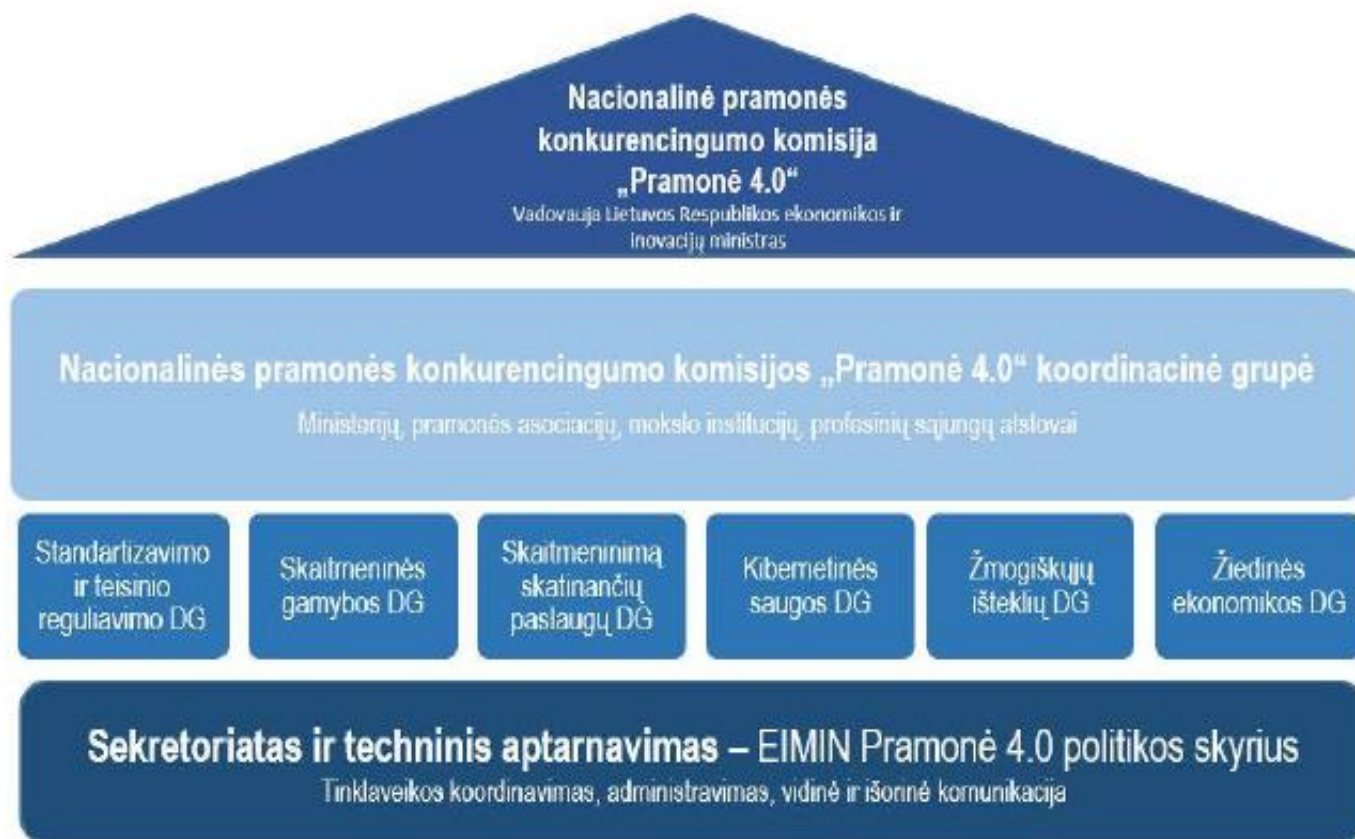 Nacionalinė pramonės
konkurencingumo komisija
„Pramonė 4.0“
Vadovauja Lietuvos Respublikos ekonomikos ir
inovacijų ministras
Nacionalinės pramonės konkurencingumo komisijos „Pramonė 4.0“ koordinacinė grupė
Ministerijų, pramonės asociacijų, mokslo institucijų, profesinių sąjungų atstovai
Standartizavimo
ir teisinio
reguliavimo DG
Skaitmeninės
gamybos DG
Skaitmeninimą
skatinančių
paslaugų DG
Kibernetinės
saugos DG
Žmogiškųjų
išteklių DG
Žiedinės
ekonomikos DG
Sekretoriatas ir techninis aptarnavimas – EIMIN Pramonė 4.0 politikos skyrius
Tinklaveikos koordinavimas, administravimas, vidinė ir išorinė komunikacija